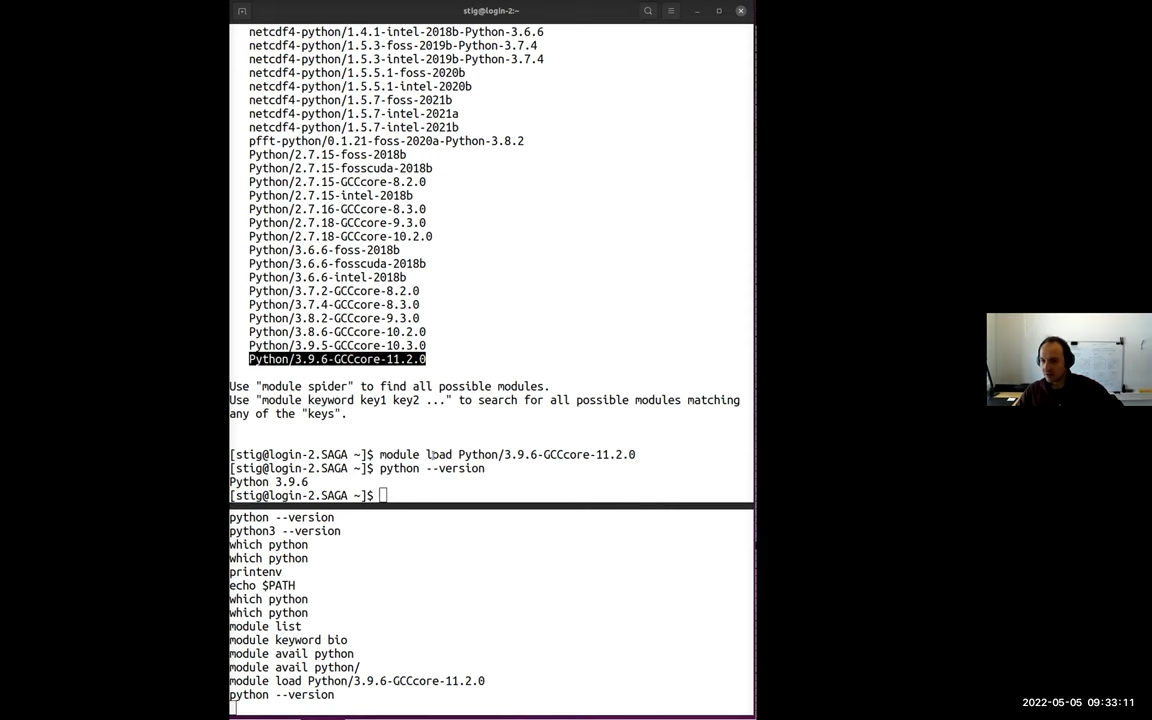 stig@login-2:~
netcdf4-python/1.4.1-intel-2018b-Python-3.6.6
netcdf4-python/1.5.3-foss-2019b-Python-3.7.4
netcdf4-python/1.5.3-intel-2019b-Python-3.7.4
netcdf4-python/1.5.5.1-foss-2020b
netcdf4-python/1.5.5.1-intel-2020b
netcdf4-python/1.5.7-foss-2021b
netcdf4-python/1.5.7-intel-2021a
netcdf4-python/1.5.7-intel-2021b
pfft-python/0.1.21-foss-2020a-Python-3.8.2
Python/2.7.15-foss-2018b
Python/2.7.15-fosscuda-2018b
Python/2.7.15-GCCcore-8.2.0
Python/2.7.15-intel-2018b
Python/2.7.16-GCCcore-8.3.0
Python/2.7.18-GCCcore-9.3.0
Python/2.7.18-GCCcore-10.2.0
Python/3.6.6-foss-2018b
Python/3.6.6-fosscuda-2018b
Python/3.6.6-intel-2018b
Python/3.7.2-GCCcore-8.2.0
Python/3.7.4-GCCcore-8.3.0
Python/3.8.2-GCCcore-9.3.0
Python/3.8.6-GCCcore-10.2.0
Python/3.9.5-GCCcore-10.3.0
Python/3.9.6-GCCcore-11.2.0
Use "module spider" to find all possible modules.
Use "module keyword key1 key2 ..." to search for all possible modules matching
any of the "keys".
[stig@login-2.SAGA ~]$ module load Python/3.9.6-GCCcore-11.2.0
[stig@login-2.SAGA ~]$ python --version
Python 3.9.6
[stig@login-2.SAGA ~]$
python --version
python3 --version
which python
which python
printenv
echo $PATH
which python
which python
module list
module keyword bio
module avail python
module avail python/
module load Python/3.9.6-GCCcore-11.2.0
python --version
2022-05-05 09:33:11